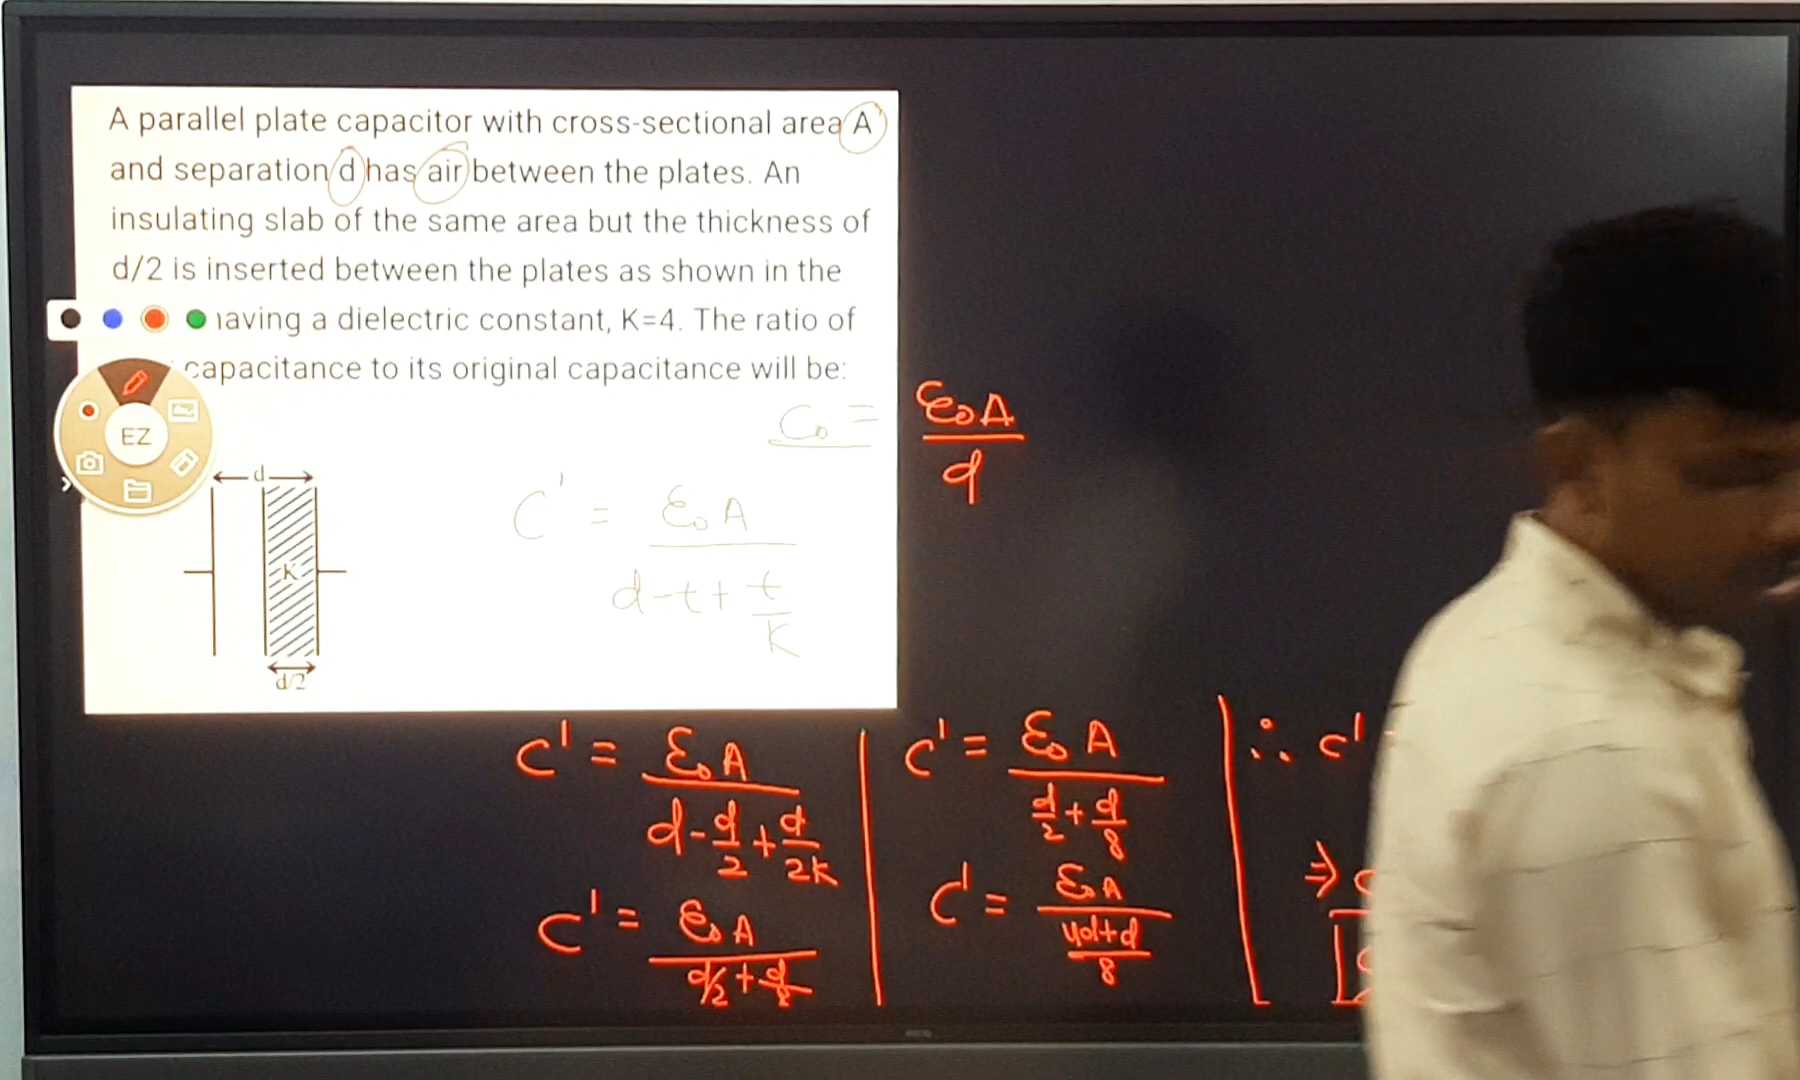 A parallel plate capacitor with cross-sectional area A
and separation d has air between the plates. An
insulating slab of the same area but the thickness of
d/2 is inserted between the plates as shown in the
having a dielectric constant, K=4. The ratio of
capacitance to its original capacitance will be:
EZ
C₀ = ε₀A/d
d
K
d/2
C' = ε₀A/(d-t+t/k)
C' = ε₀A/(d-d/2+d/2k)
C' = ε₀A/(d/2+d/8)
C' = ε₀A/(d/2+d/8)
C' = ε₀A/((4d+d)/8)
∴ C'
⇒